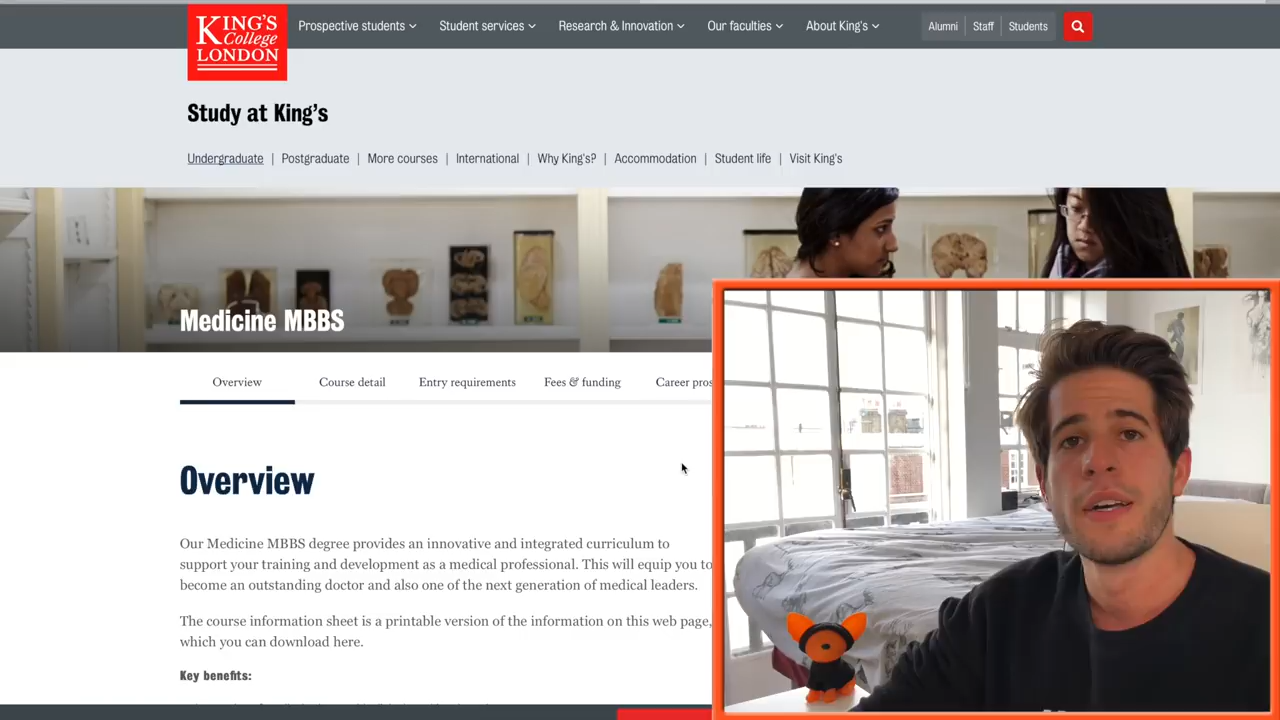 KING'S
College
LONDON
Prospective students
Student services
Research & Innovation
Our faculties
About King's
Alumni
Staff
Students
Study at King's
Undergraduate | Postgraduate | More courses | International | Why King's? | Accommodation | Student life | Visit King's
Medicine MBBS
Overview
Course detail
Entry requirements
Fees & funding
Career pros
Overview
Our Medicine MBBS degree provides an innovative and integrated curriculum to
support your training and development as a medical professional. This will equip you to
become an outstanding doctor and also one of the next generation of medical leaders.
The course information sheet is a printable version of the information on this web page,
which you can download here.
Key benefits: